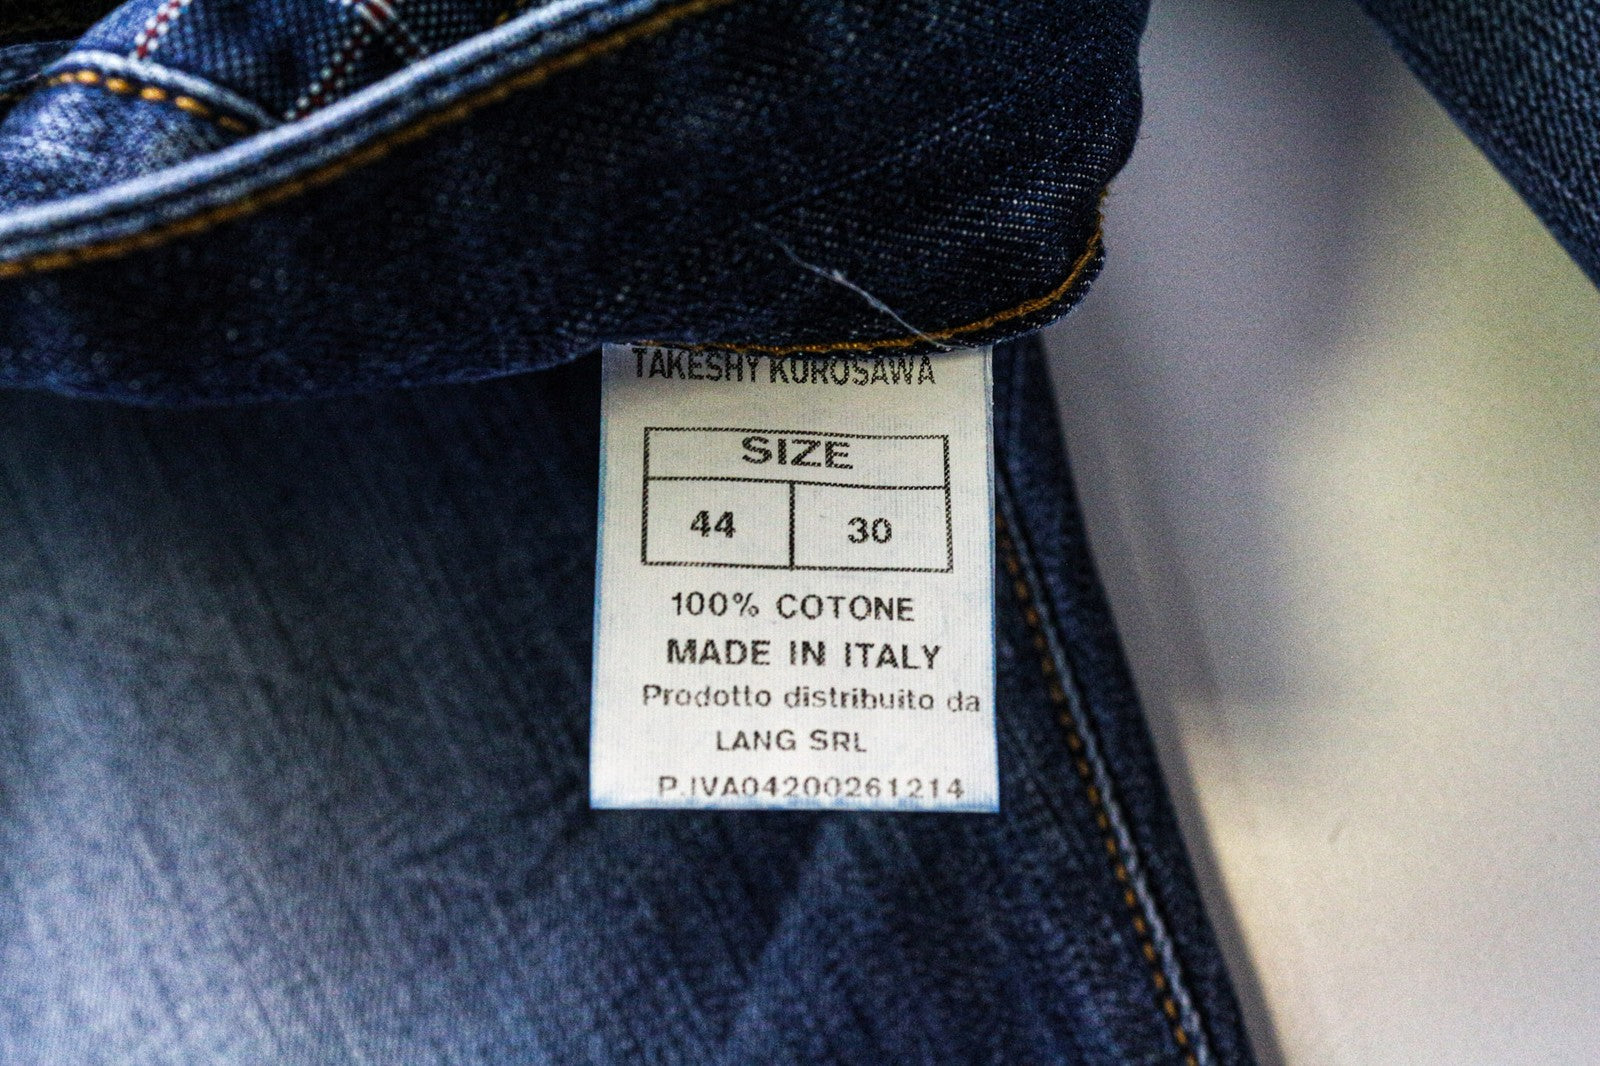 TAKESHY KUROSAWA
SIZE
44 30
100% COTONE
MADE IN ITALY
Prodotto distribuito da
LANG SRL
P.IVA04200261214